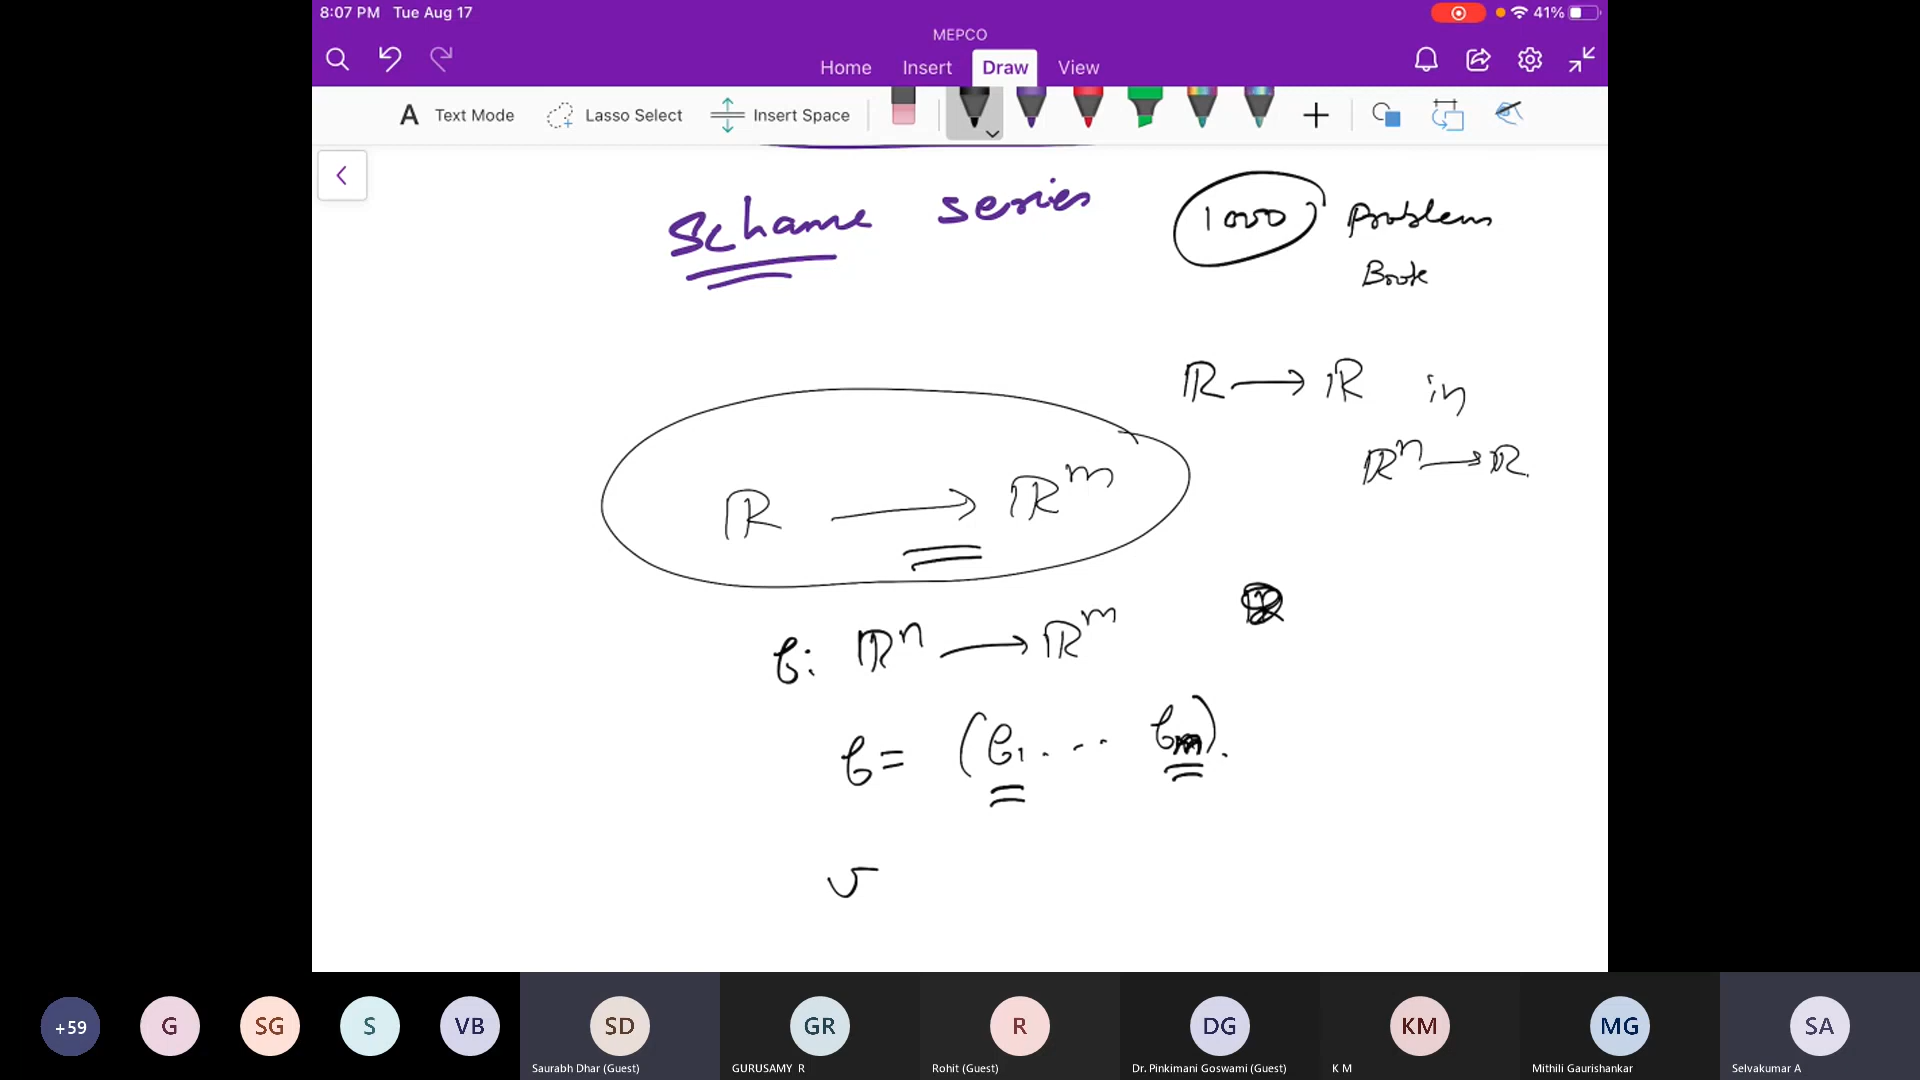 8:07 PM Tue Aug 17
41%
MEPCO
Home Insert Draw View
A Text Mode Lasso Select Insert Space
Schame series
1000 Problem
Book
ℝ → ℝ in
ℝⁿ → ℝ
ℝ → ℝᵐ
f: ℝⁿ → ℝᵐ
f = (f₁ ... fₘ).
+59 G SG S VB SD GR R DG KM MG SA
Saurabh Dhar (Guest) GURUSAMY R Rohit (Guest) Dr. Pinkimani Goswami (Guest) K M Mithili Gaurishankar Selvakumar A